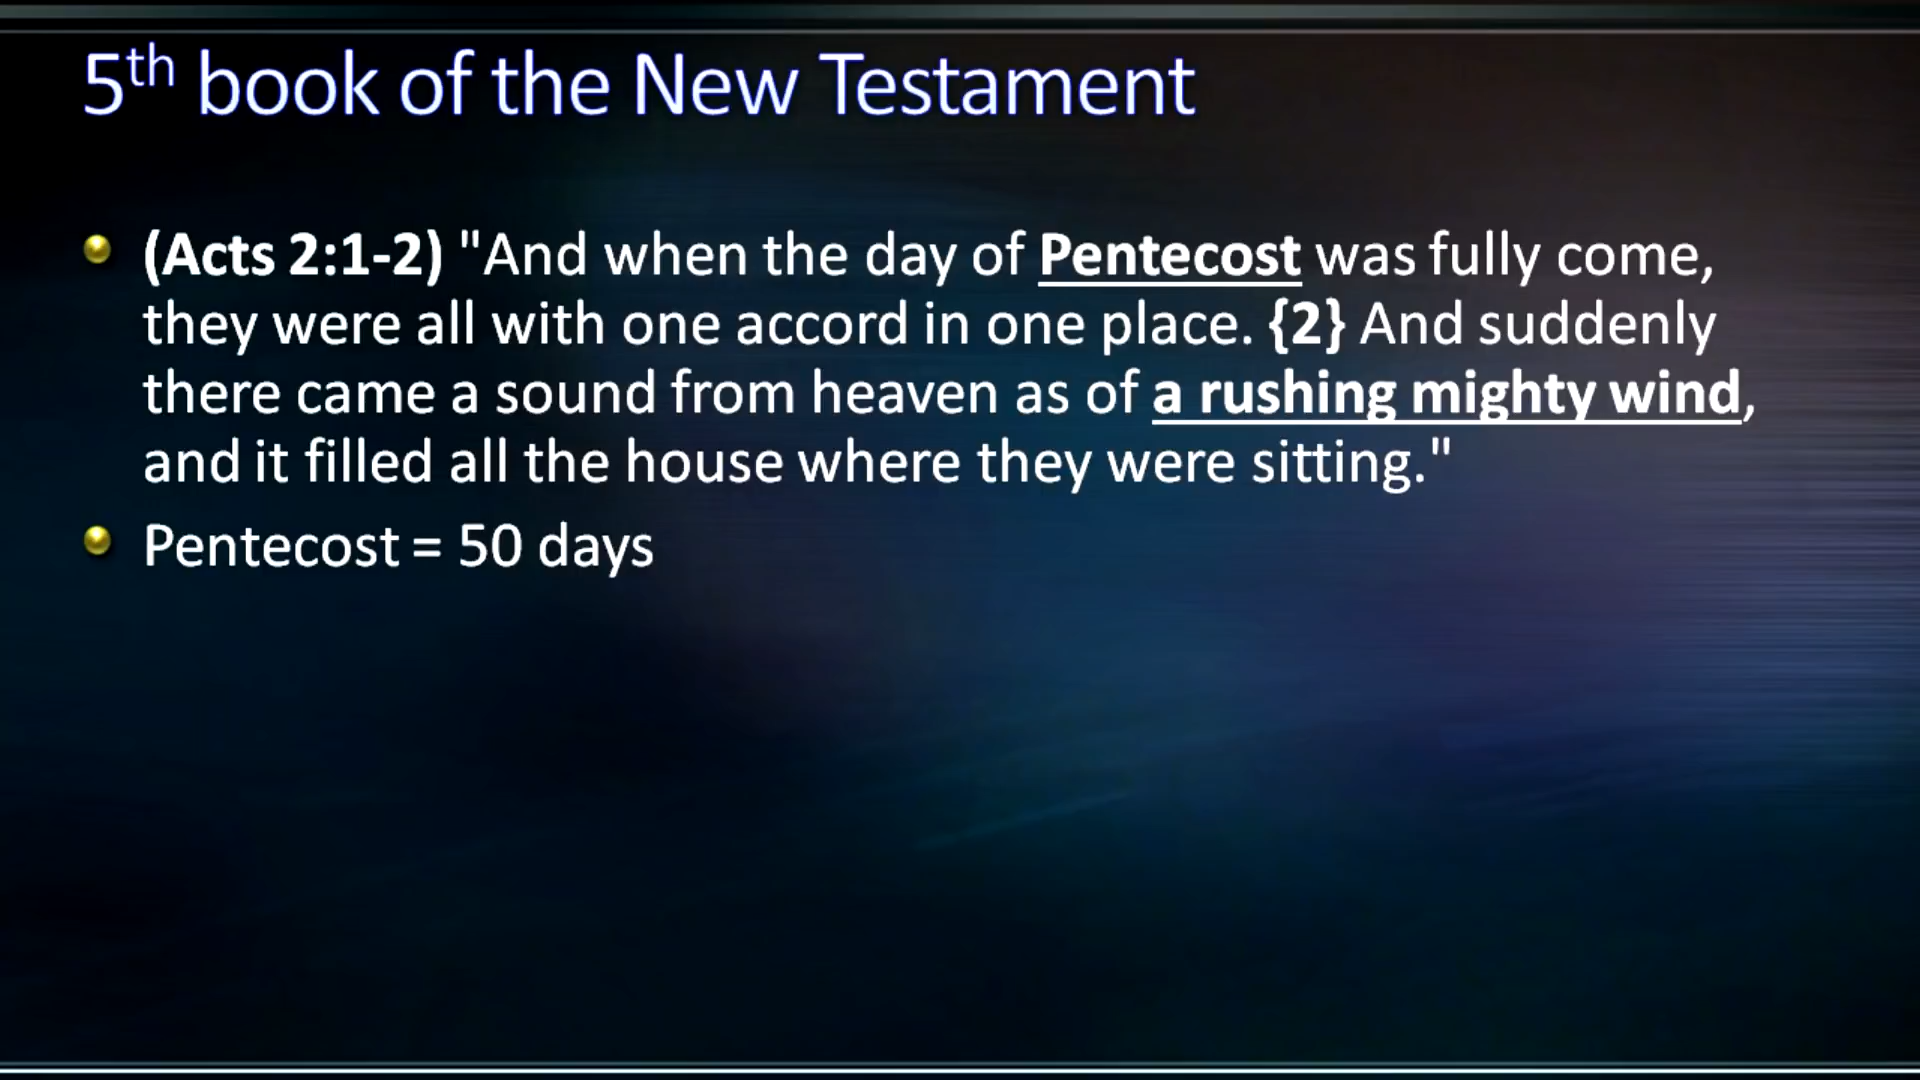 5th book of the New Testament
(Acts 2:1-2) "And when the day of Pentecost was fully come,
they were all with one accord in one place. {2} And suddenly
there came a sound from heaven as of a rushing mighty wind,
and it filled all the house where they were sitting."
Pentecost = 50 days